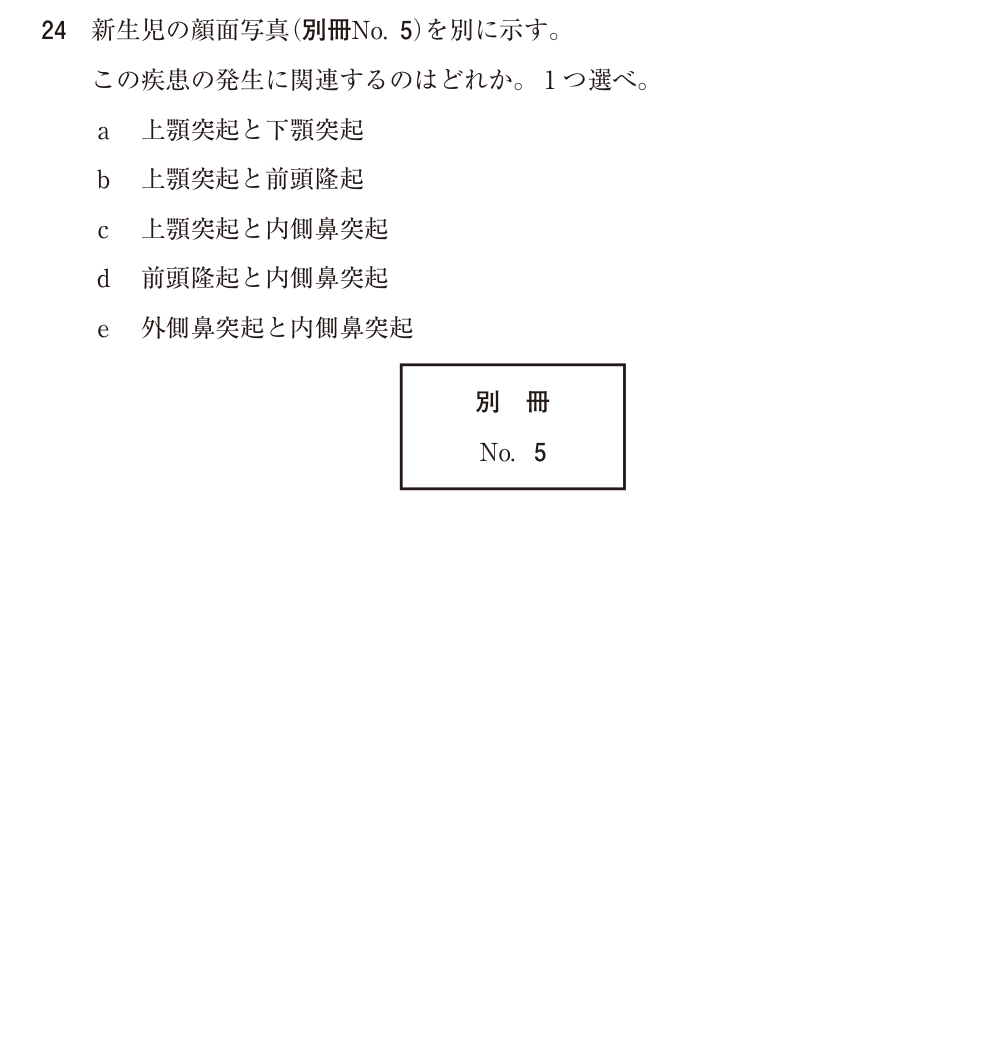 24 新生児の顔面写真(別冊No. 5)を別に示す。
この疾患の発生に関連するのはどれか。1つ選べ。
a 上顎突起と下顎突起
b 上顎突起と前頭隆起
c 上顎突起と内側鼻突起
d 前頭隆起と内側鼻突起
e 外側鼻突起と内側鼻突起
別 冊
No. 5